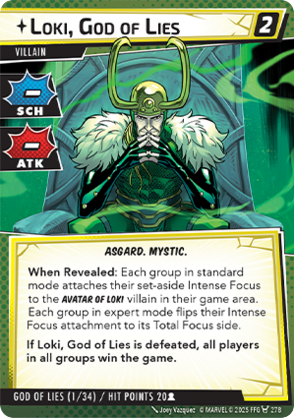 LOKI, GOD OF LIES
2
VILLAIN
–
SCH
–
ATK
ASGARD. MYSTIC.
When Revealed: Each group in standard
mode attaches their set-aside Intense Focus
to the AVATAR OF LOKI villain in their game area.
Each group in expert mode flips their Intense
Focus attachment to its Total Focus side.
If Loki, God of Lies is defeated, all players
in all groups win the game.
GOD OF LIES (1/34) / HIT POINTS 20
Joey Vazquez © MARVEL © 2025 FFG 278